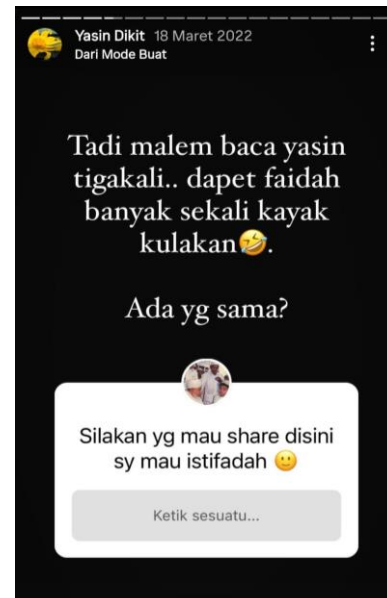 Yasin Dikit 18 Maret 2022
Dari Mode Buat
Tadi malem baca yasin
tigakali.. dapet faidah
banyak sekali kayak
kulakan🤣.
Ada yg sama?
Silakan yg mau share disini
sy mau istifadah 🙂
Ketik sesuatu...